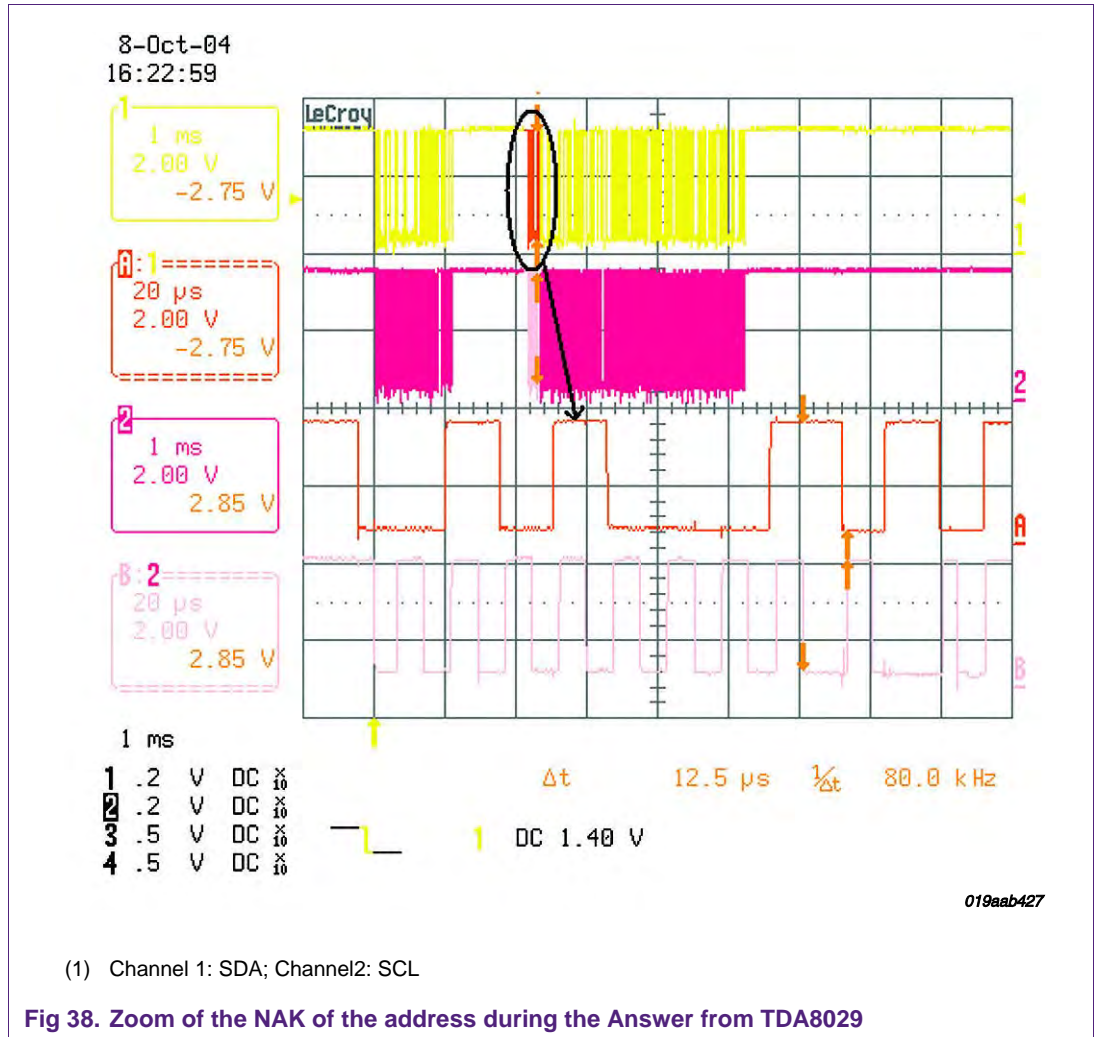 8-Oct-04
16:22:59
1
1 ms
2.00 V
-2.75 V
A:1
20 µs
2.00 V
-2.75 V
2
1 ms
2.00 V
2.85 V
B:2
20 µs
2.00 V
2.85 V
LeCroy
1
2
A
B
1 ms
1 .2 V DC X10
2 .2 V DC X10
3 .5 V DC X10
4 .5 V DC X10
1 DC 1.40 V
Δt 12.5 µs 1/Δt 80.0 kHz
019aab427
(1) Channel 1: SDA; Channel2: SCL
Fig 38. Zoom of the NAK of the address during the Answer from TDA8029